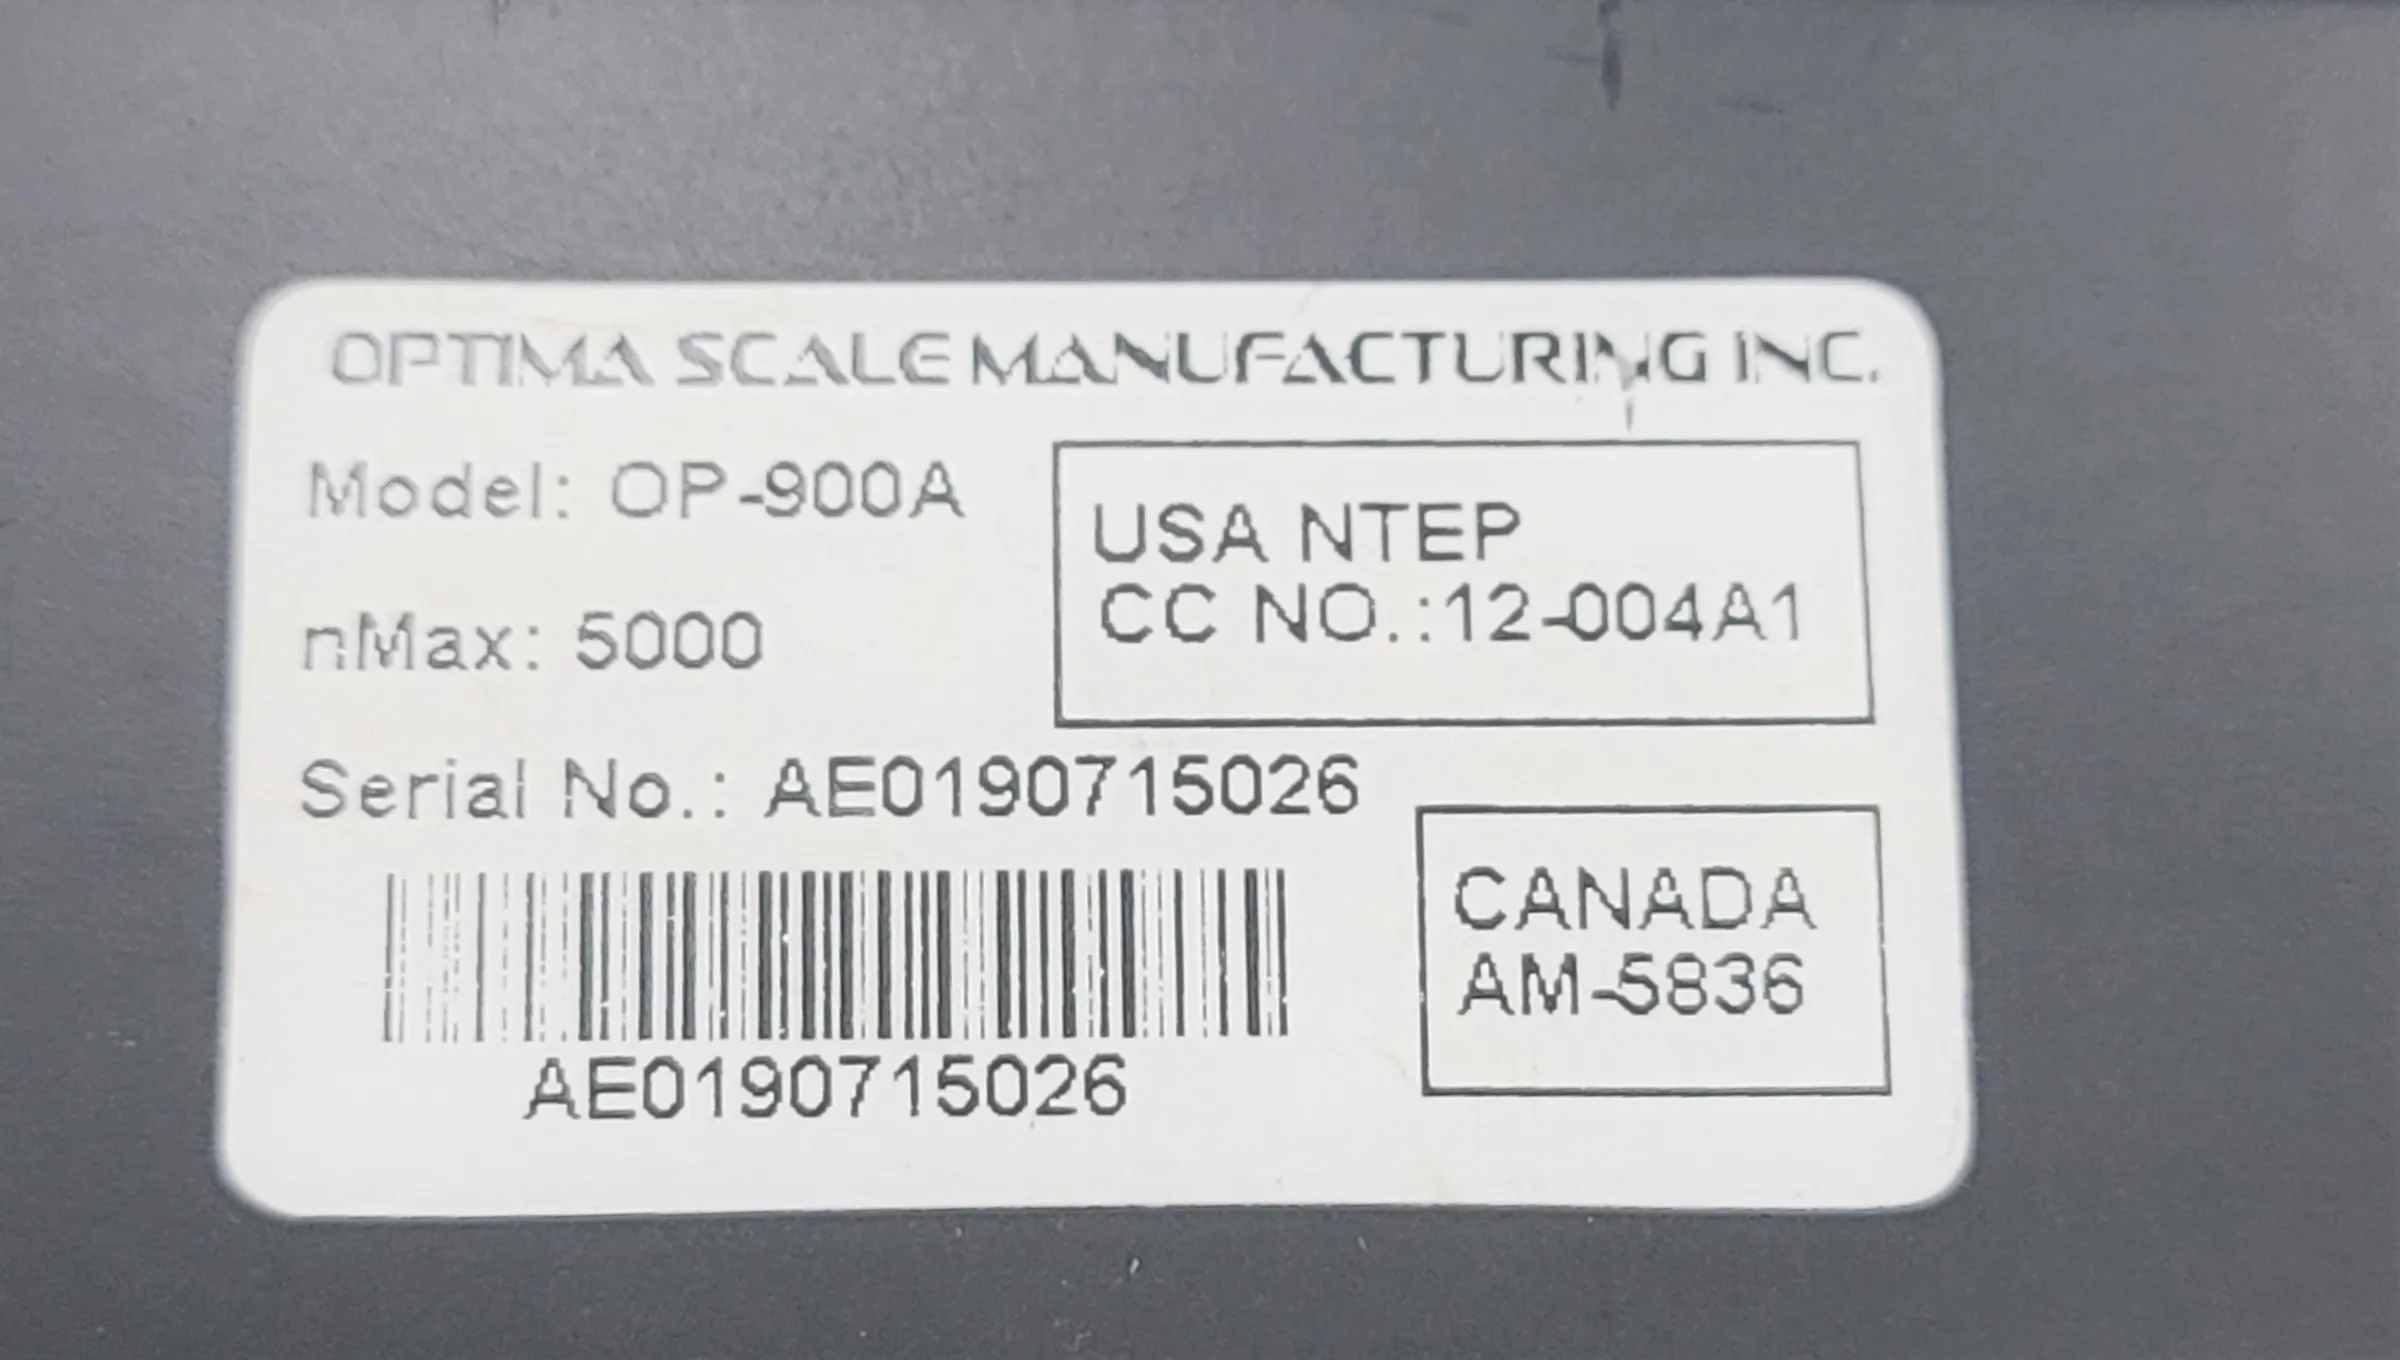 OPTIMA SCALE MANUFACTURING INC.
Model: OP-900A
nMax: 5000
USA NTEP
CC NO.:12-004A1
Serial No.: AE0190715026
AE0190715026
CANADA
AM-5836